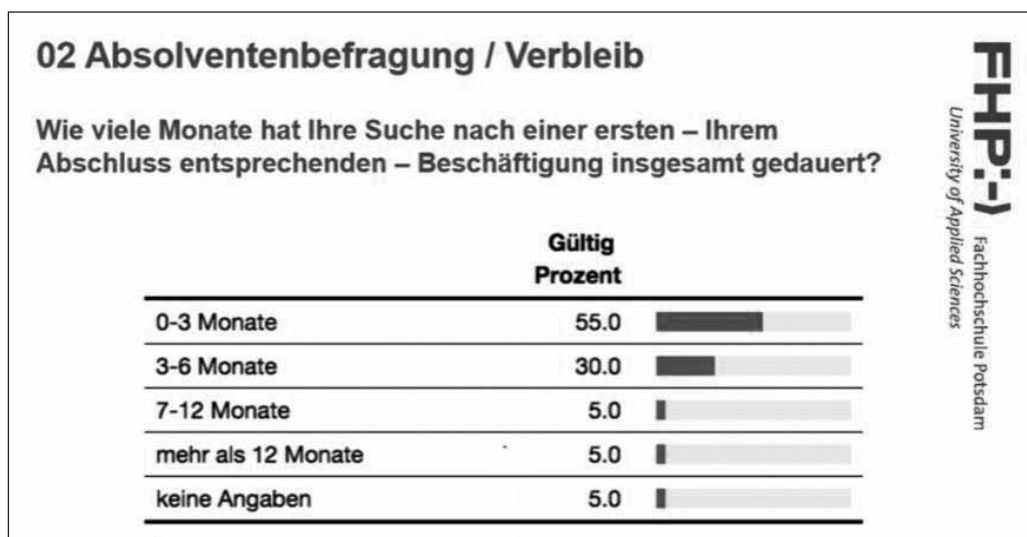 02 Absolventenbefragung / Verbleib
Wie viele Monate hat Ihre Suche nach einer ersten – Ihrem
Abschluss entsprechenden – Beschäftigung insgesamt gedauert?
Gültig
Prozent
0-3 Monate 55.0
3-6 Monate 30.0
7-12 Monate 5.0
mehr als 12 Monate 5.0
keine Angaben 5.0
FHP:-) Fachhochschule Potsdam
University of Applied Sciences